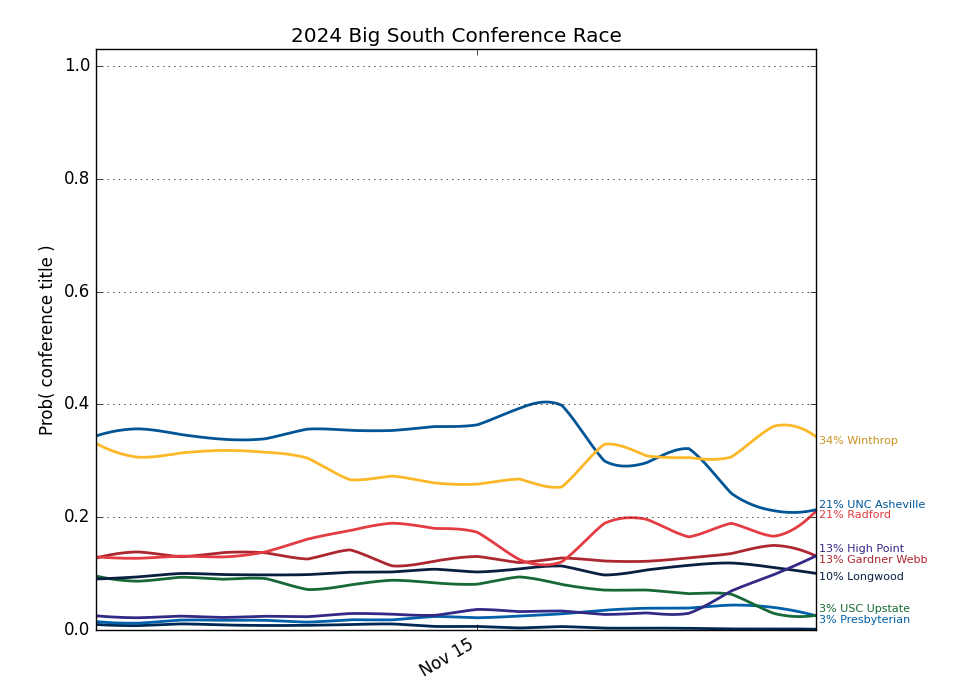 2024 Big South Conference Race
Prob( conference title )
1.0
0.8
0.6
0.4
0.2
0.0
Nov 15
34% Winthrop
21% UNC Asheville
21% Radford
13% High Point
13% Gardner Webb
10% Longwood
3% USC Upstate
3% Presbyterian